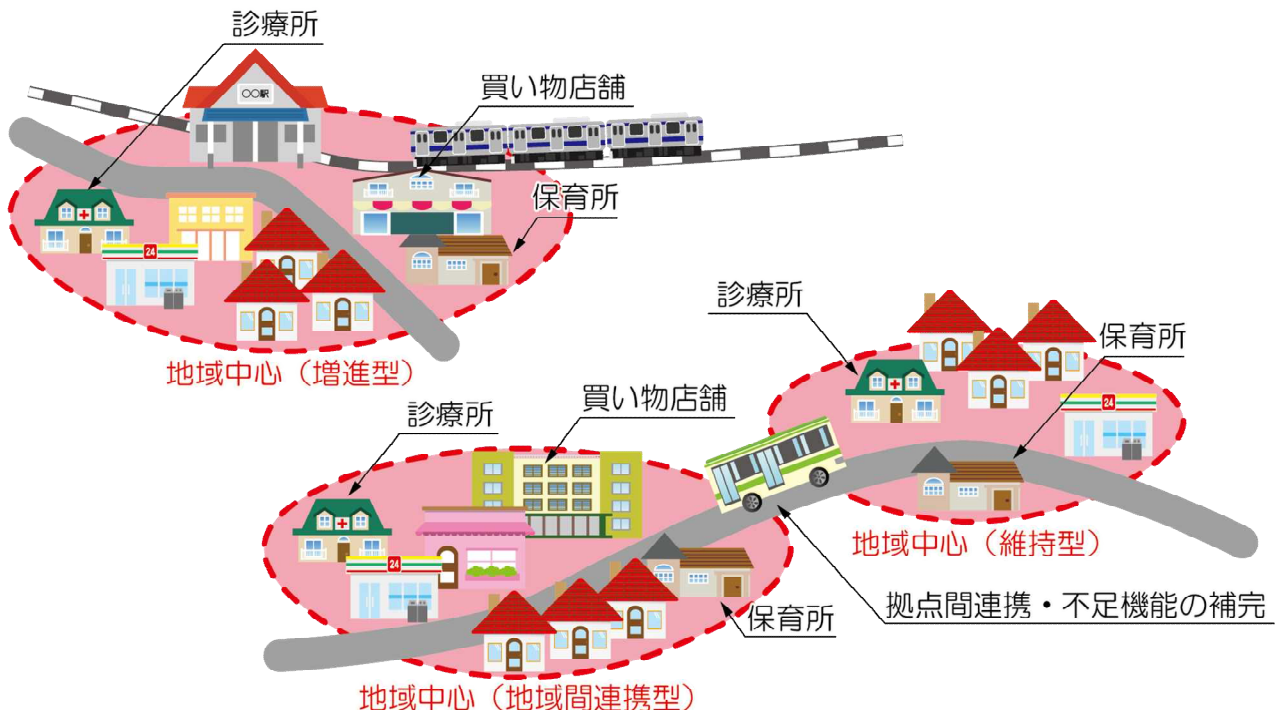 診療所
〇〇駅
買い物店舗
保育所
24
地域中心（増進型）
診療所
保育所
24
買い物店舗
診療所
24
地域中心（維持型）
拠点間連携・不足機能の補完
保育所
地域中心（地域間連携型）